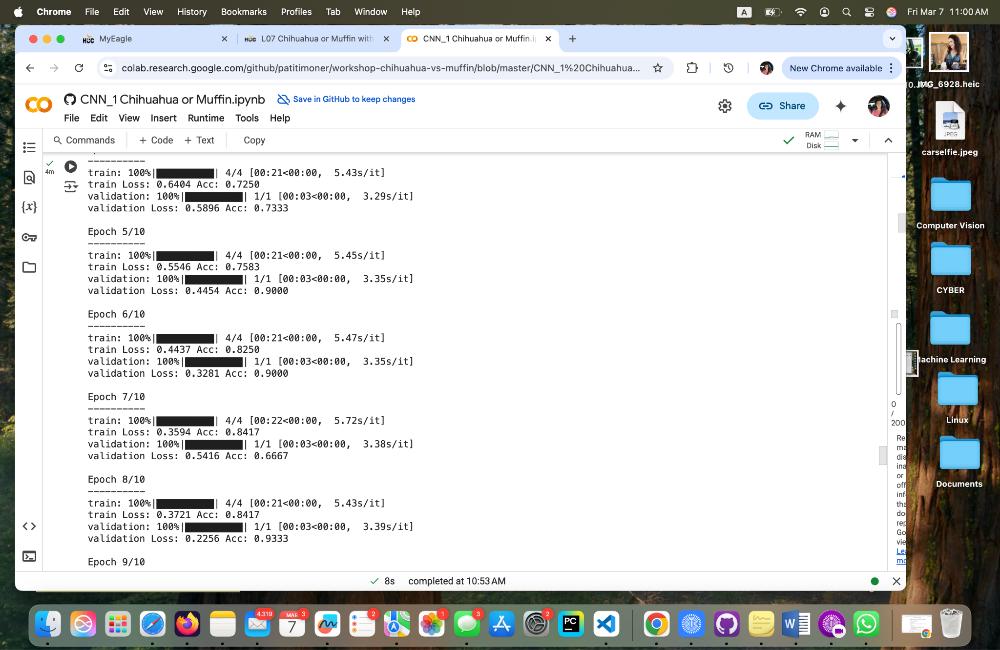 Chrome File Edit View History Bookmarks Profiles Tab Window Help A Fri Mar 7 11:00 AM
HCC MyEagle HCC L07 Chihuahua or Muffin with CNN_1 Chihuahua or Muffin.i
colab.research.google.com/github/patitimoner/workshop-chihuahua-vs-muffin/blob/master/CNN_1%20Chihuahua... New Chrome available
CNN_1 Chihuahua or Muffin.ipynb Save in GitHub to keep changes
Share
File Edit View Insert Runtime Tools Help
Commands + Code + Text Copy
RAM
Disk
4m
----------
train: 100%|██████████| 4/4 [00:21<00:00, 5.43s/it]
train Loss: 0.6404 Acc: 0.7250
validation: 100%|██████████| 1/1 [00:03<00:00, 3.29s/it]
validation Loss: 0.5896 Acc: 0.7333
Epoch 5/10
----------
train: 100%|██████████| 4/4 [00:21<00:00, 5.45s/it]
train Loss: 0.5546 Acc: 0.7583
validation: 100%|██████████| 1/1 [00:03<00:00, 3.35s/it]
validation Loss: 0.4454 Acc: 0.9000
Epoch 6/10
----------
train: 100%|██████████| 4/4 [00:21<00:00, 5.47s/it]
train Loss: 0.4437 Acc: 0.8250
validation: 100%|██████████| 1/1 [00:03<00:00, 3.35s/it]
validation Loss: 0.3281 Acc: 0.9000
Epoch 7/10
----------
train: 100%|██████████| 4/4 [00:22<00:00, 5.72s/it]
train Loss: 0.3594 Acc: 0.8417
validation: 100%|██████████| 1/1 [00:03<00:00, 3.38s/it]
validation Loss: 0.5416 Acc: 0.6667
Epoch 8/10
----------
train: 100%|██████████| 4/4 [00:21<00:00, 5.43s/it]
train Loss: 0.3721 Acc: 0.8417
validation: 100%|██████████| 1/1 [00:03<00:00, 3.39s/it]
validation Loss: 0.2256 Acc: 0.9333
Epoch 9/10
{x}
0
/
200
Re
ma
dis
ina
or
off
inf
tha
do
rep
Go
vie
Le
mo
8s completed at 10:53 AM
IMG_6928.heic
JPEG
carselfie.jpeg
Computer Vision
CYBER
Machine Learning
Linux
Documents
4,319
MAR
7
3
2
1
3
2
PC
W